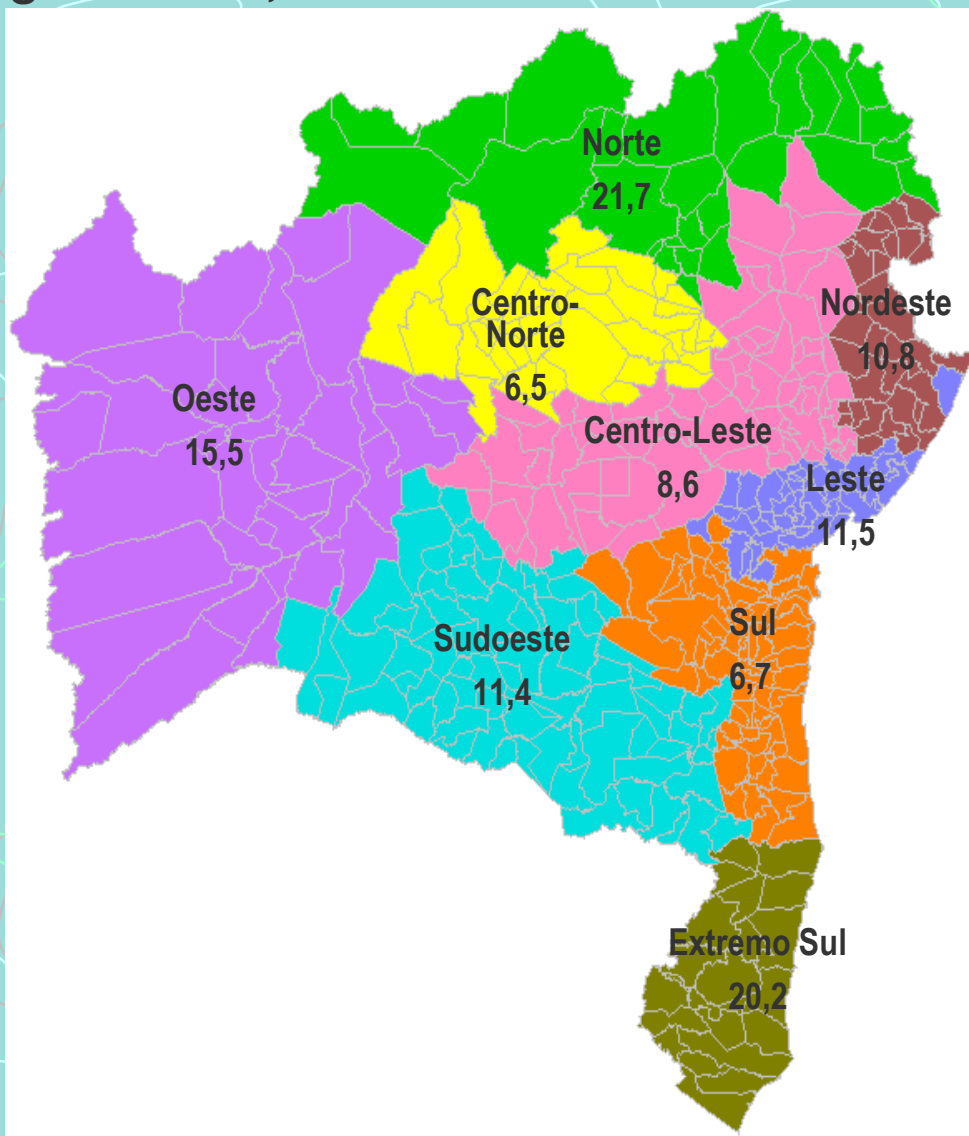 Norte
21,7
Centro-
Norte
6,5
Nordeste
10,8
Oeste
15,5
Centro-Leste
8,6
Leste
11,5
Sul
6,7
Sudoeste
11,4
Extremo Sul
20,2